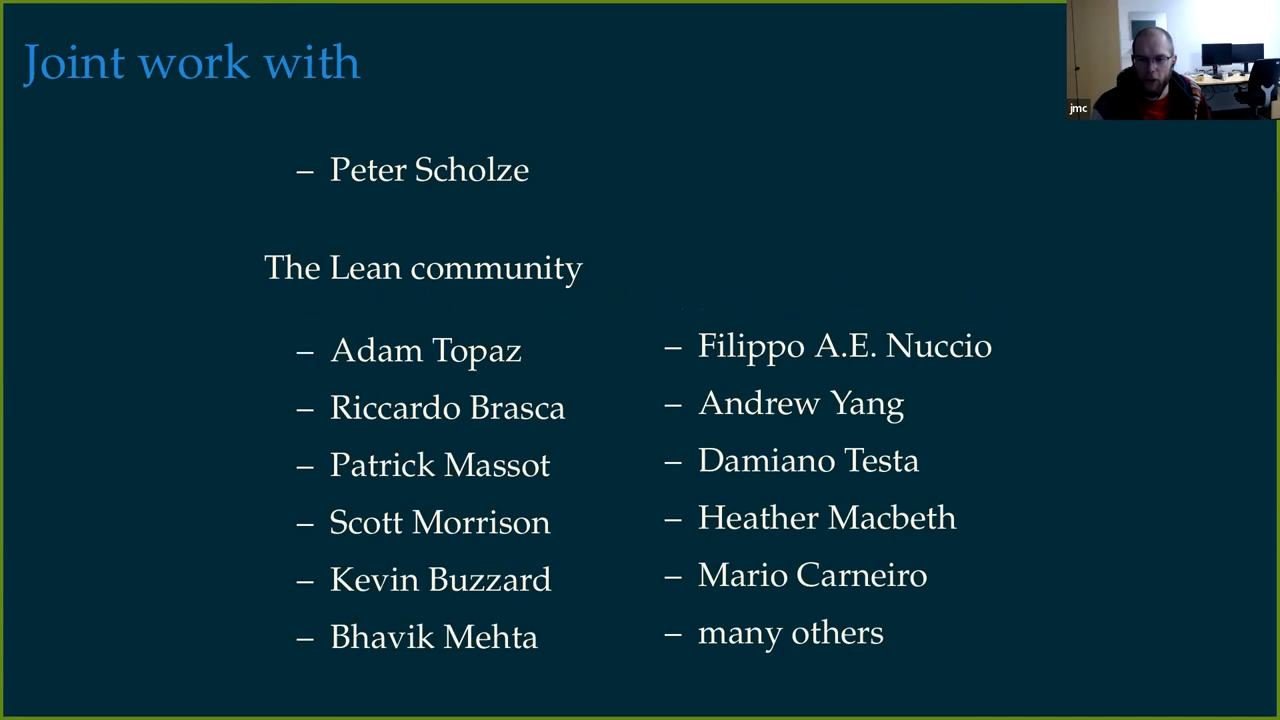 Joint work with
jmc
– Peter Scholze
The Lean community
– Adam Topaz
– Riccardo Brasca
– Patrick Massot
– Scott Morrison
– Kevin Buzzard
– Bhavik Mehta
– Filippo A.E. Nuccio
– Andrew Yang
– Damiano Testa
– Heather Macbeth
– Mario Carneiro
– many others